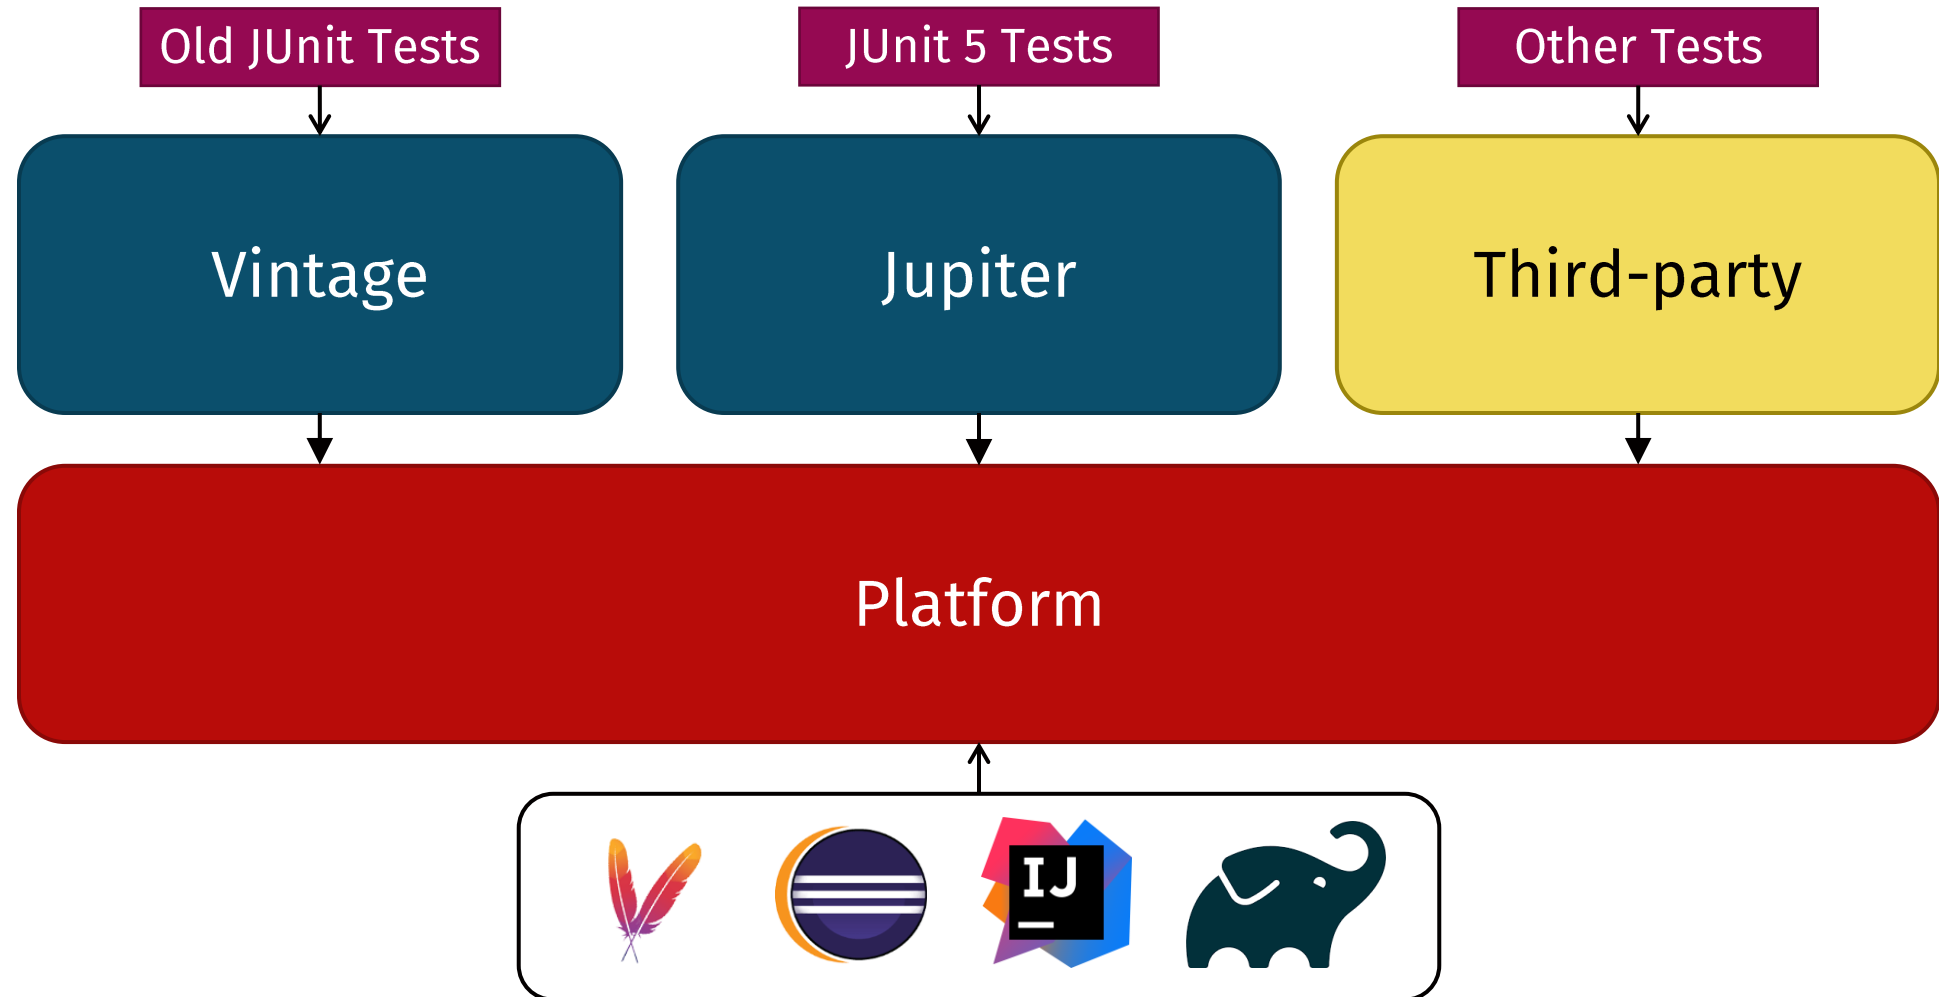 Old JUnit Tests
JUnit 5 Tests
Other Tests
Vintage
Jupiter
Third-party
Platform
IJ